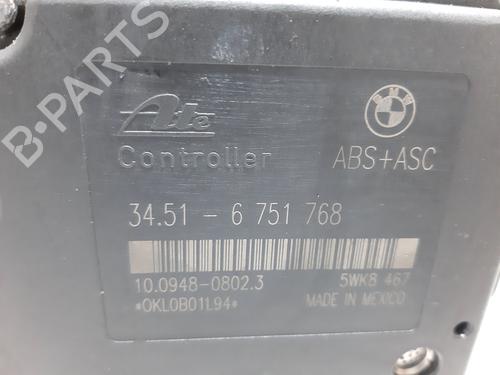 B-PARTS
Ate
BMW
Controller ABS+ASC
34.51 - 6 751 768
10.0948-0802.3 5WK8 467
*OKL0B01L94* MADE IN MEXICO